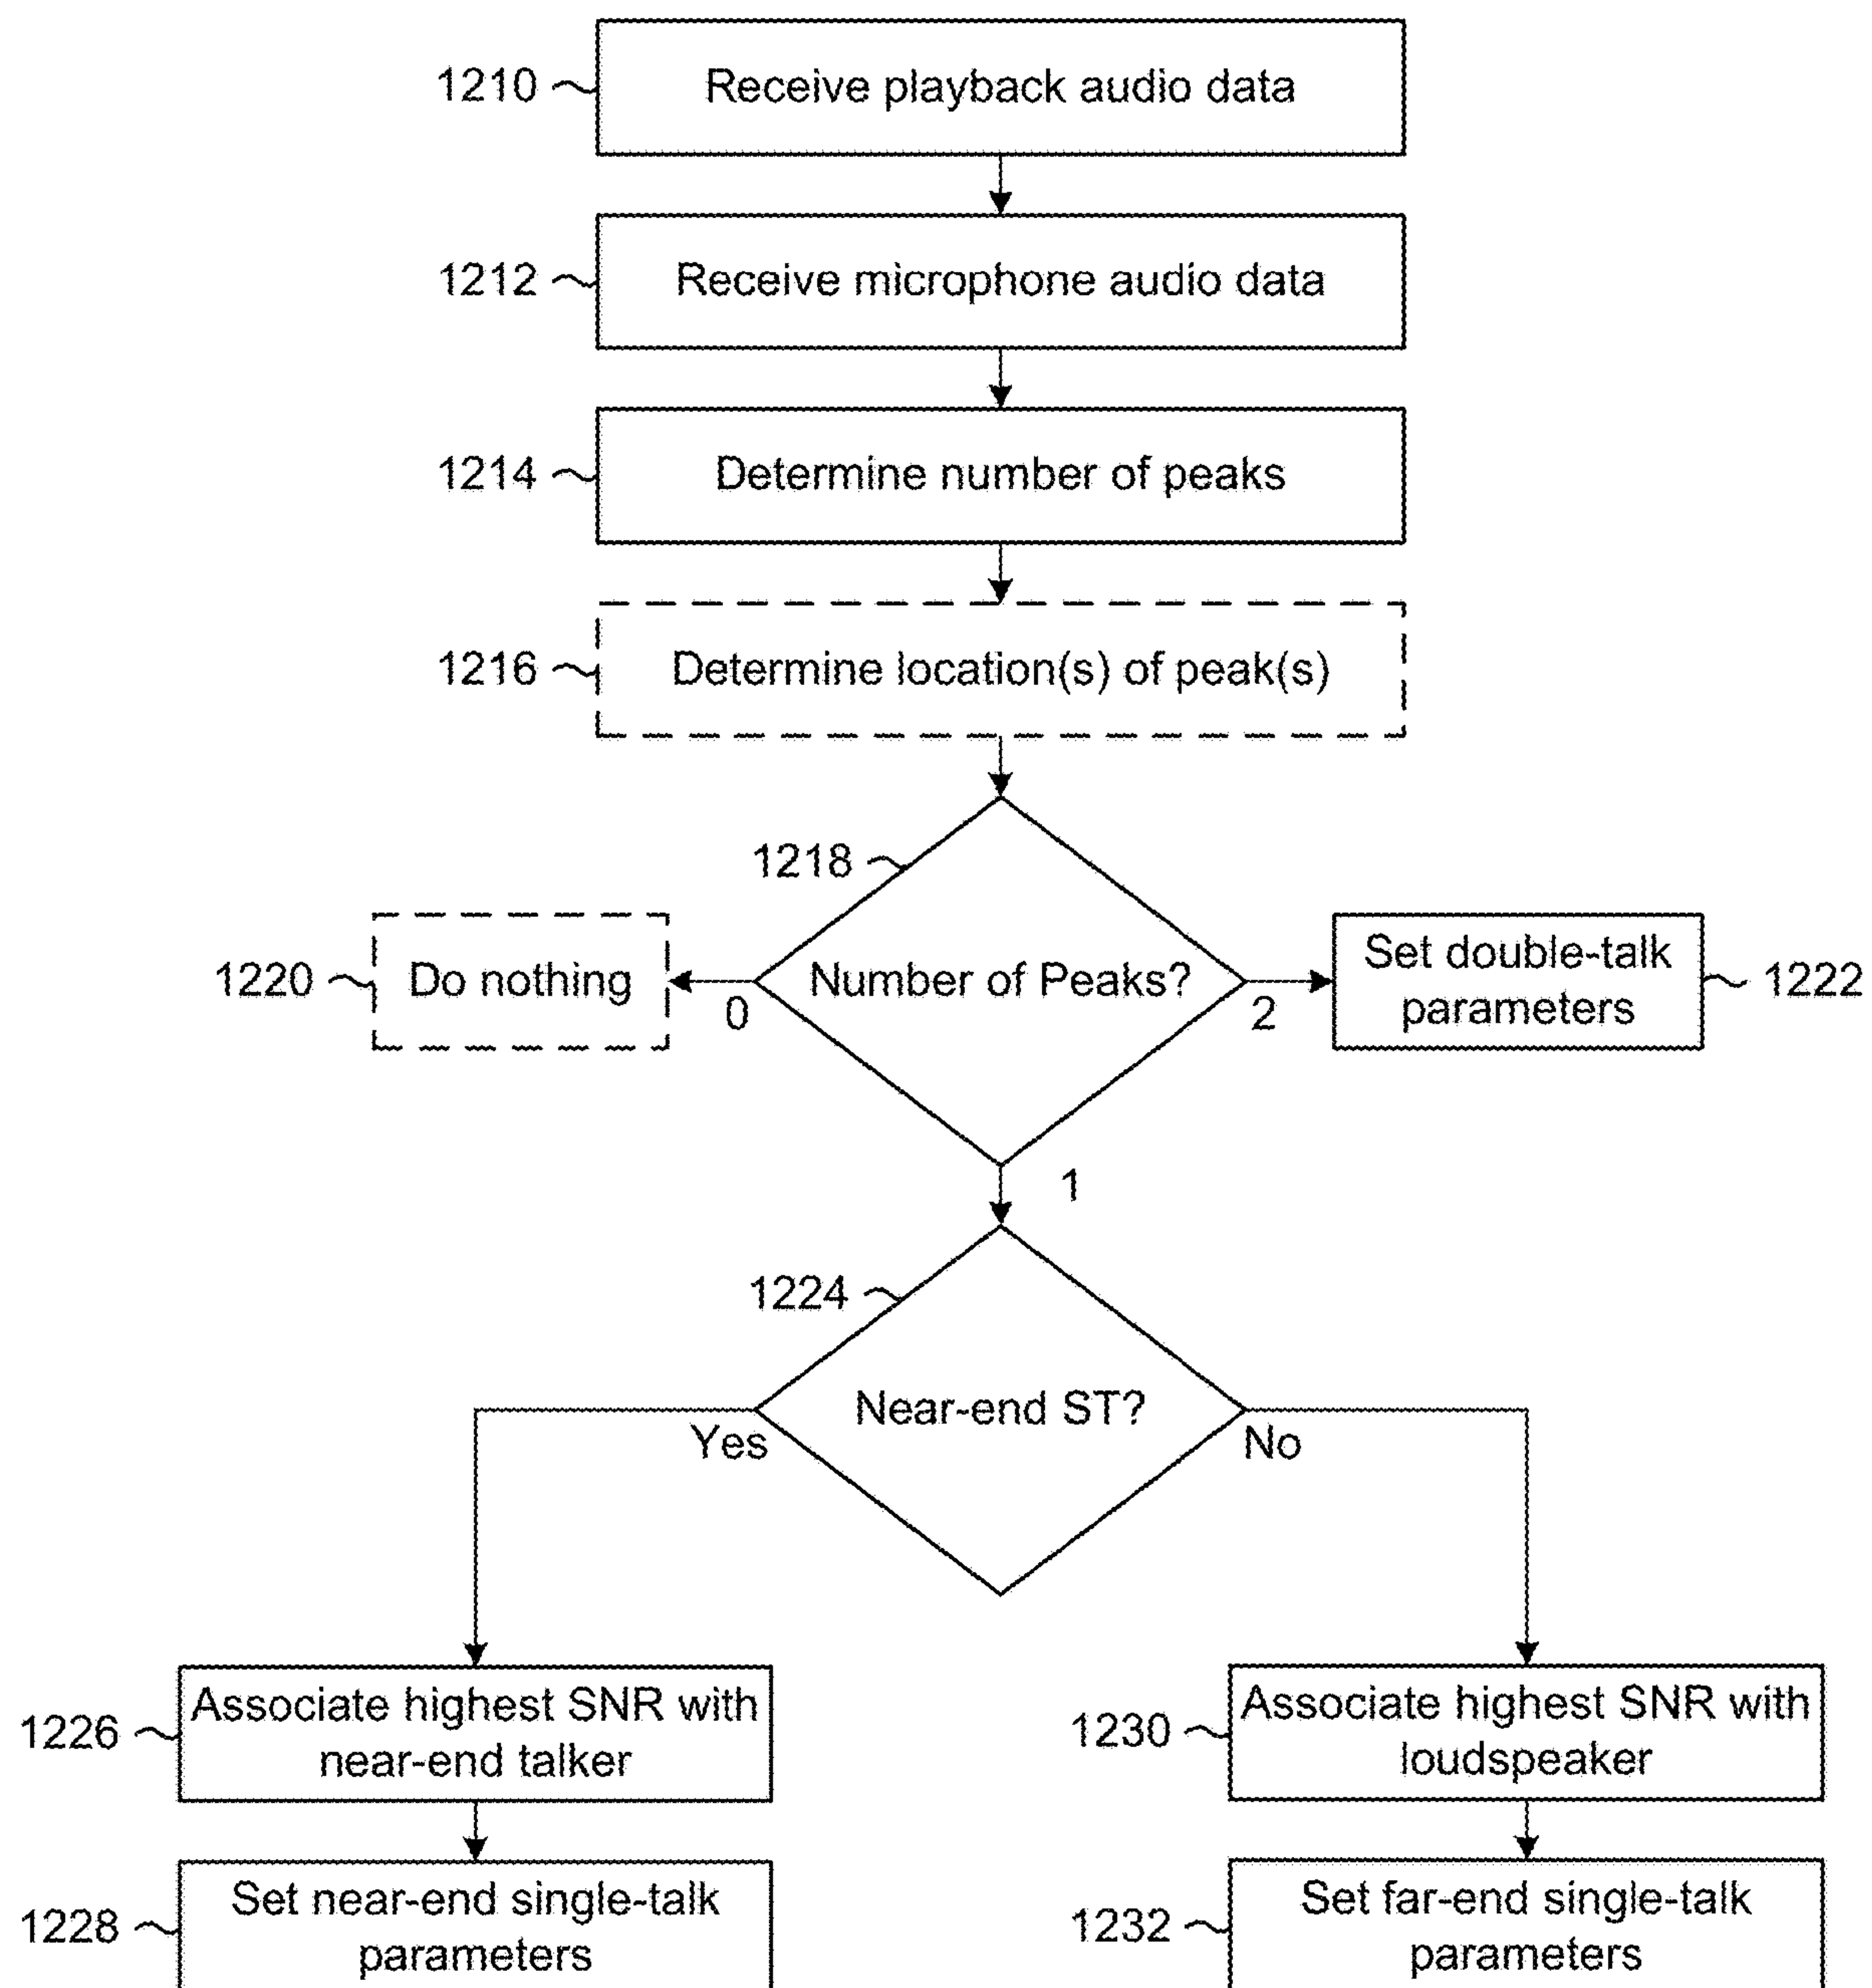 1210
Receive playback audio data
1212
Receive microphone audio data
1214
Determine number of peaks
1216
Determine location(s) of peak(s)
1218
Number of Peaks?
1220
Do nothing
0
2
Set double-talk
parameters
1222
1
1224
Near-end ST?
Yes
No
1226
Associate highest SNR with
near-end talker
1230
Associate highest SNR with
loudspeaker
1228
Set near-end single-talk
parameters
1232
Set far-end single-talk
parameters